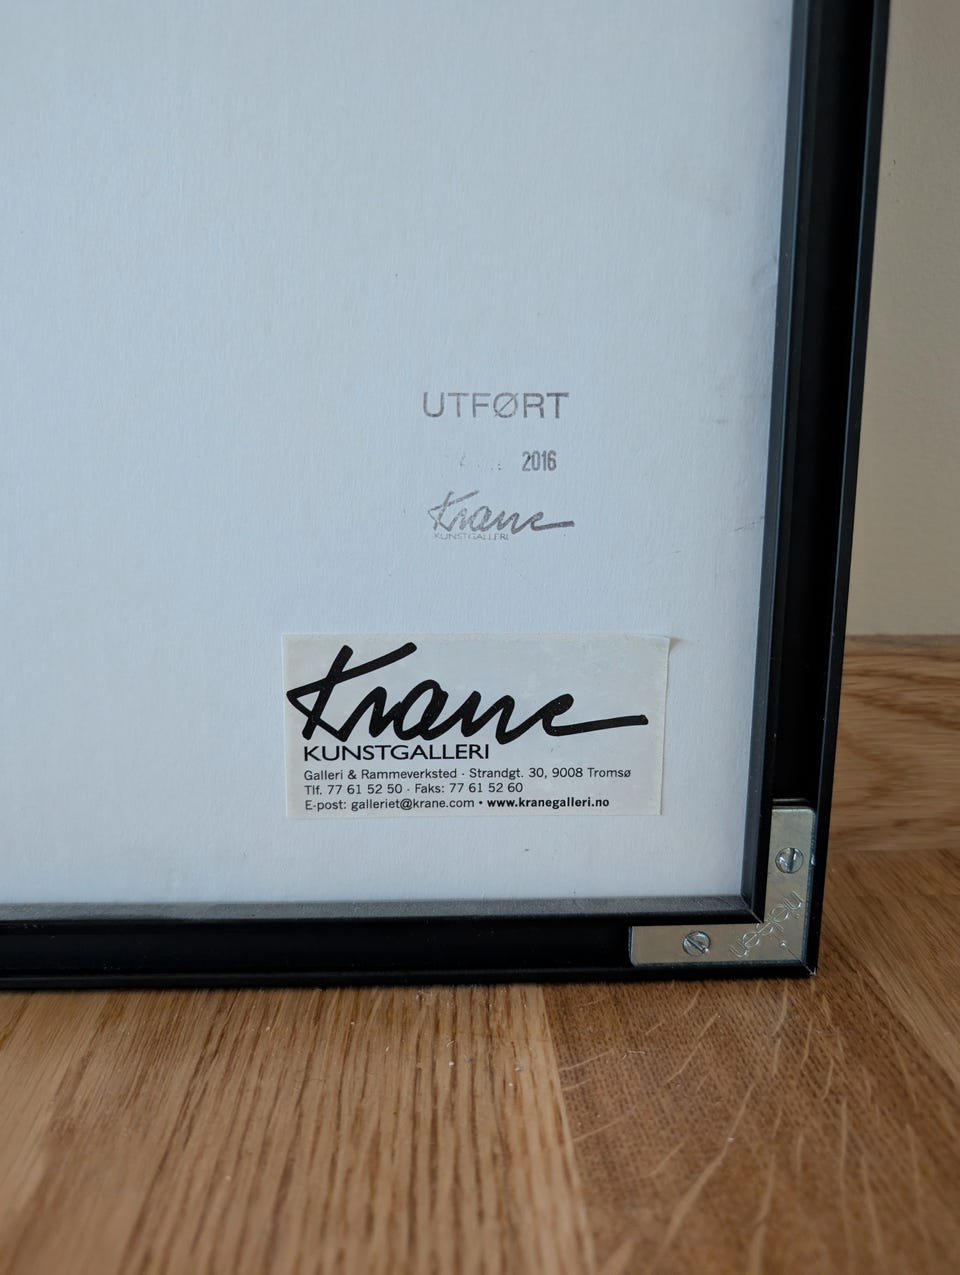 UTFØRT
2016
Krane
KUNSTGALLERI
Krane
KUNSTGALLERI
Galleri & Rammeverksted · Strandgt. 30, 9008 Tromsø
Tlf. 77 61 52 50 · Faks: 77 61 52 60
E-post: galleriet@krane.com • www.kranegalleri.no
nielsen